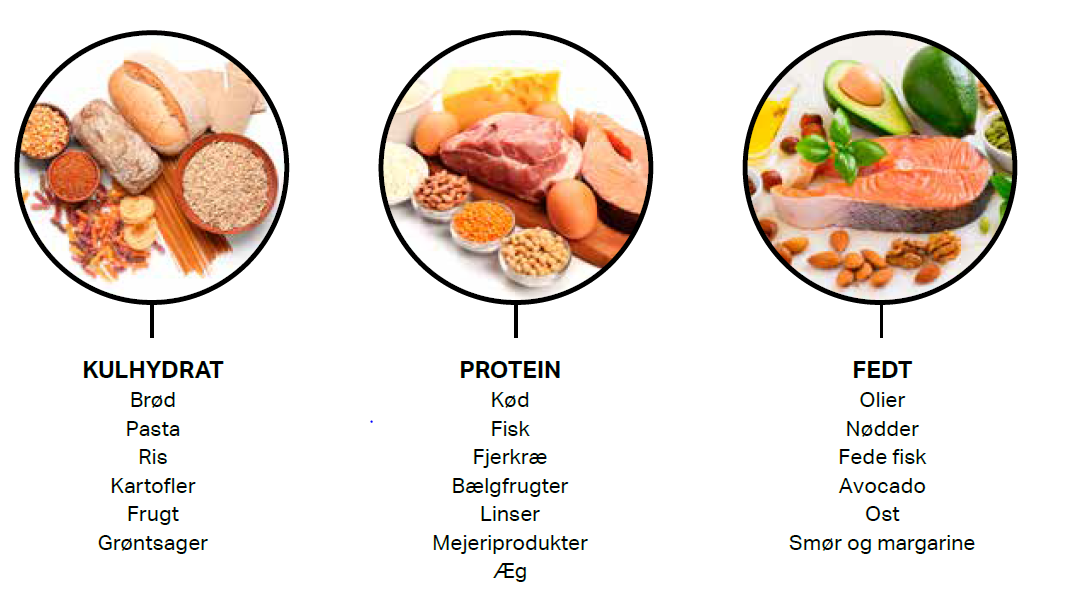 KULHYDRAT
Brød
Pasta
Ris
Kartofler
Frugt
Grøntsager
PROTEIN
Kød
Fisk
Fjerkræ
Bælgfrugter
Linser
Mejeriprodukter
Æg
FEDT
Olier
Nødder
Fede fisk
Avocado
Ost
Smør og margarine